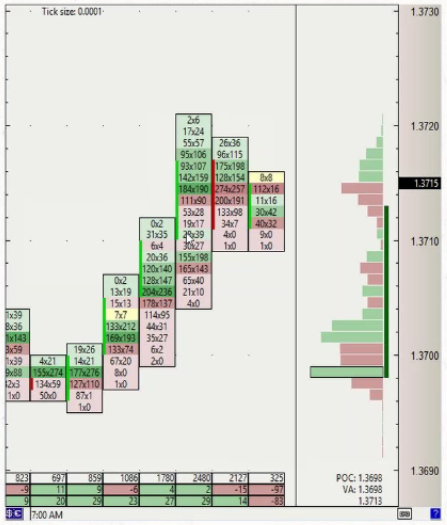 Tick size: 0.0001
1x39
8x36
1x143
3x59
1x39
9x88
1x0
4x21
155x274
134x59
50x0
19x26
14x21
177x276
127x110
87x1
1x0
0x2
13x19
15x13
7x7
133x212
169x193
133x74
67x20
8x0
1x0
0x2
31x35
6x4
20x36
120x140
128x147
204x236
178x137
114x95
44x31
35x27
6x2
2x0
2x6
17x24
55x57
95x106
93x107
142x159
184x190
111x90
53x28
19x17
30x27
155x198
165x143
65x40
21x10
4x0
26x36
96x115
175x198
128x154
274x257
200x191
133x98
34x7
4x0
1x0
8x8
112x16
11x16
30x42
40x32
9x0
1x0
1.3730
1.3720
1.3715
1.3710
1.3700
1.3690
823 697 859 1086 1780 2480 2127 325
-9 11 9 -6 4 2 -15 -97
9 20 29 23 27 29 14 -83
POC: 1.3698
VA: 1.3698
1.3713
7:00 AM
?